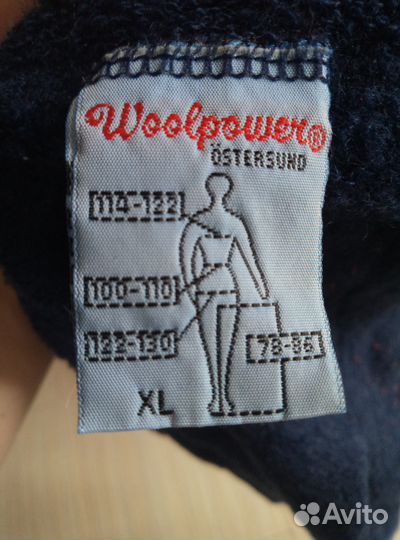 Woolpower®
ÖSTERSUND
114-122
100-110
122-130
78-86
XL
Avito